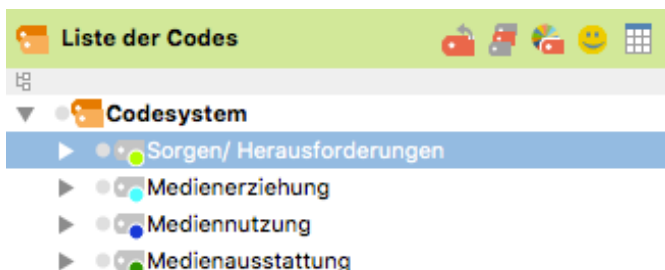 Liste der Codes
Codesystem
Sorgen/ Herausforderungen
Medienerziehung
Mediennutzung
Medienausstattung